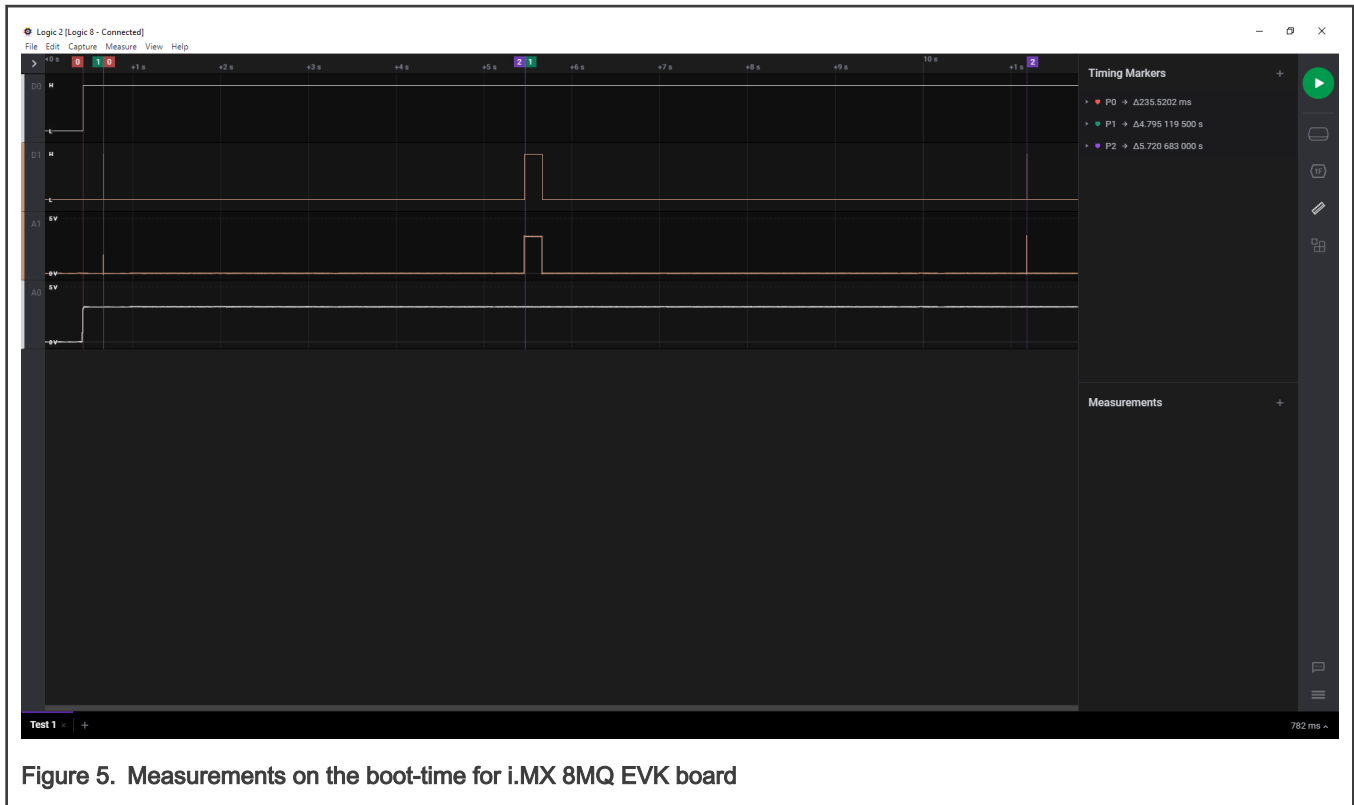 Logic 2 [Logic 8 - Connected]
File Edit Capture Measure View Help
+0 s 0 1 0 +1 s +2 s +3 s +4 s +5 s 2 1 +6 s +7 s +8 s +9 s 10 s +1 s 2
D0 H
L
D1 H
L
A1 5V
0V
A0 5V
0V
Timing Markers +
P0 → Δ235.5202 ms
P1 → Δ4.795 119 500 s
P2 → Δ5.720 683 000 s
1F
Measurements +
Test 1 × +
782 ms
Figure 5. Measurements on the boot-time for i.MX 8MQ EVK board